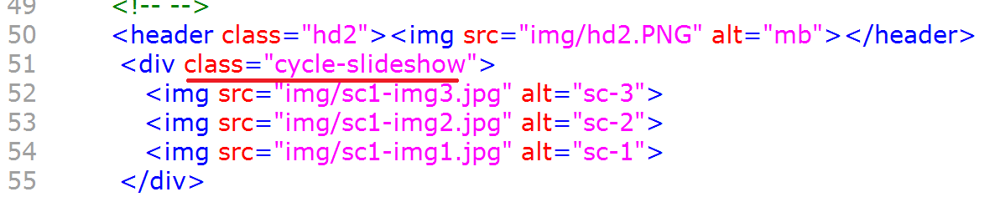 49 <!-- -->
50 <header class="hd2"><img src="img/hd2.PNG" alt="mb"></header>
51 <div class="cycle-slideshow">
52 <img src="img/sc1-img3.jpg" alt="sc-3">
53 <img src="img/sc1-img2.jpg" alt="sc-2">
54 <img src="img/sc1-img1.jpg" alt="sc-1">
55 </div>